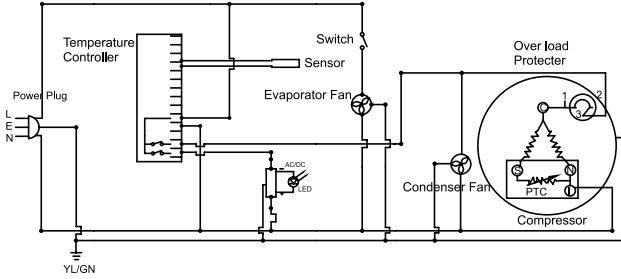 Temperature
Controller
Switch
Over load
Protecter
Sensor
Power Plug
Evaporator Fan
1
2
3
L
E
N
AC/DC
LED
Condenser Fan
S
N
PTC
Compressor
YL/GN